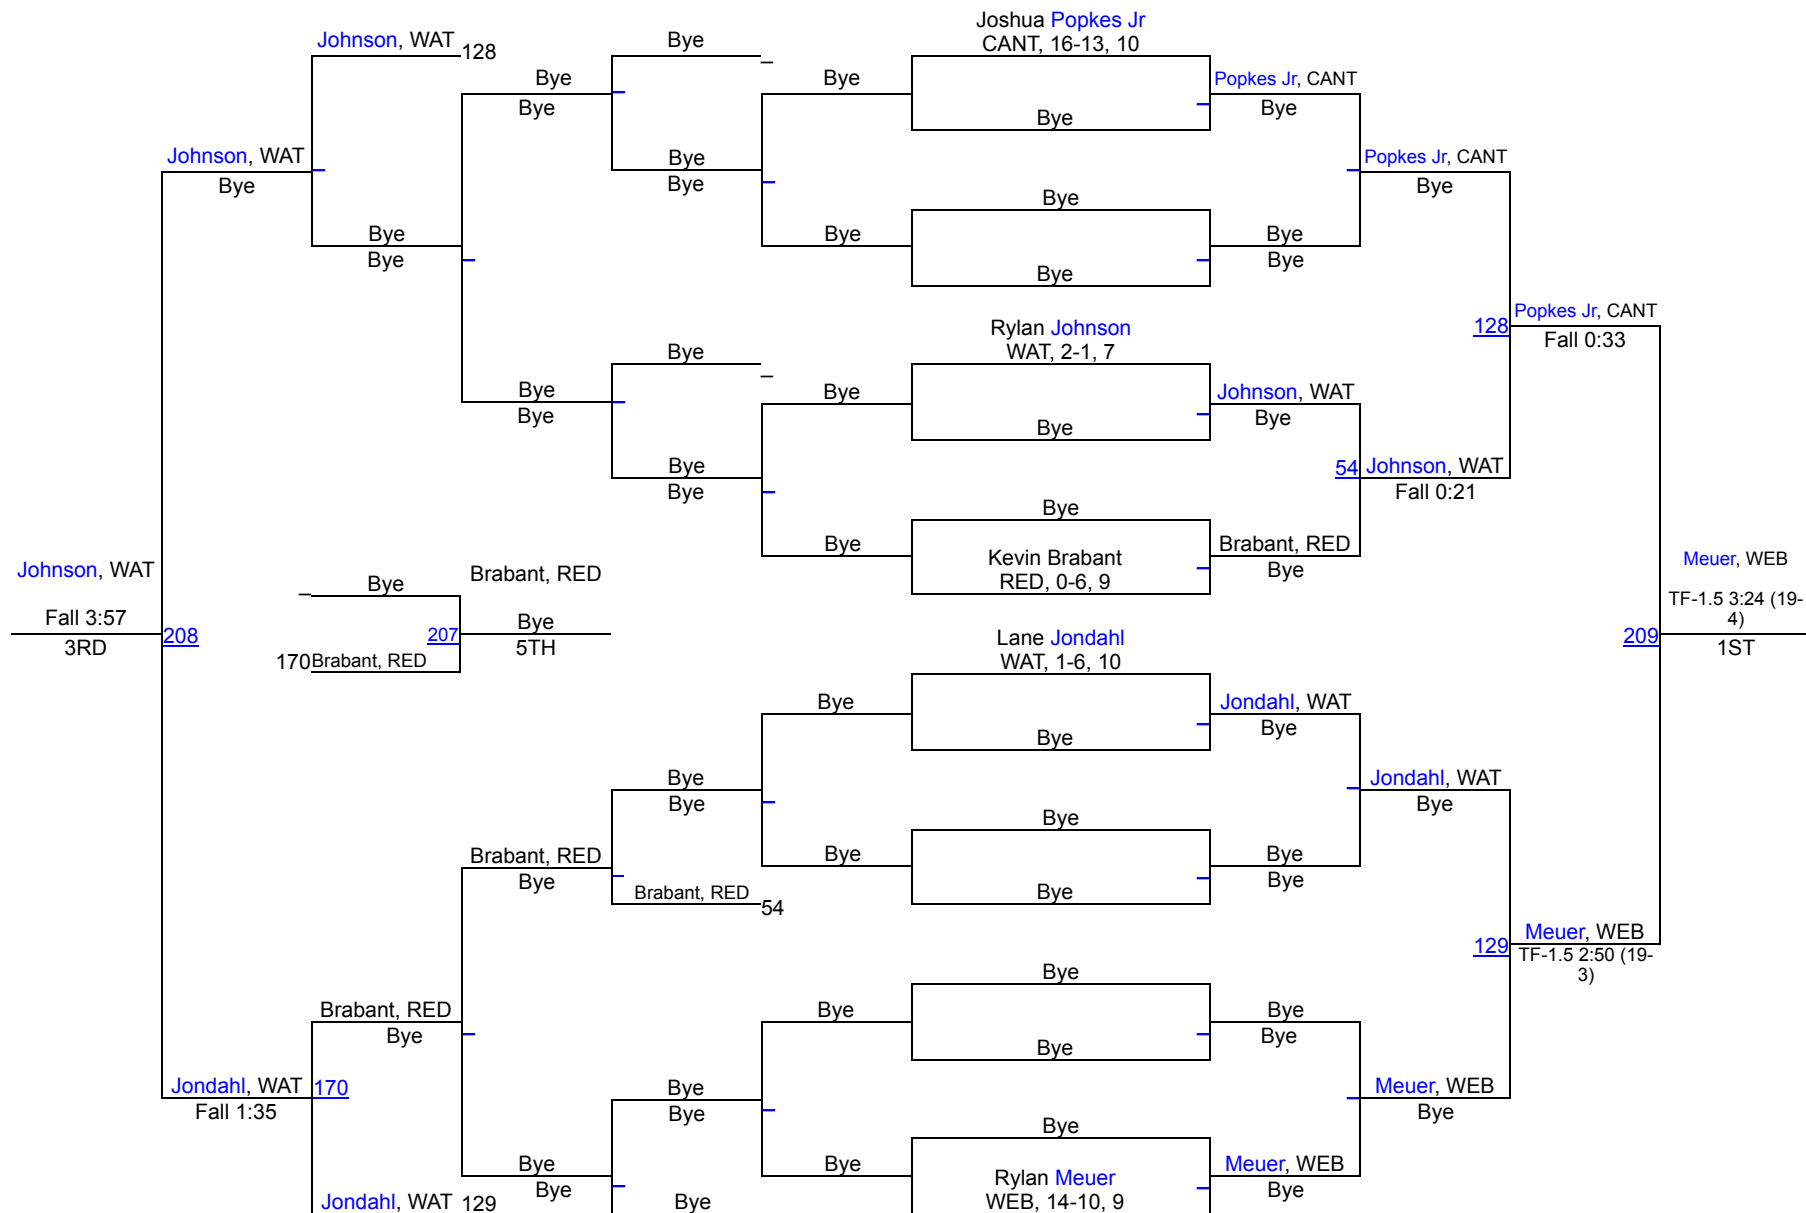 Joshua Popkes Jr
CANT, 16-13, 10
Johnson, WAT
128
Bye
_
Bye
Bye
Bye
Popkes Jr, CANT
Bye
Bye
Bye
Bye
Johnson, WAT
Bye
Popkes Jr, CANT
Bye
Bye
Bye
Bye
Bye
Bye
Bye
Bye
Bye
Rylan Johnson
WAT, 2-1, 7
128
Popkes Jr, CANT
Fall 0:33
Bye
_
Bye
Bye
Bye
Johnson, WAT
Bye
Bye
Bye
Bye
54
Johnson, WAT
Fall 0:21
Bye
Bye
Kevin Brabant
RED, 0-6, 9
Brabant, RED
Bye
Johnson, WAT
Fall 3:57
3RD
208
_
Bye
170
Brabant, RED
207
Brabant, RED
Bye
5TH
Meuer, WEB
TF-1.5 3:24 (19-
4)
209
1ST
Lane Jondahl
WAT, 1-6, 10
Bye
Bye
Jondahl, WAT
Bye
Bye
Bye
Jondahl, WAT
Bye
Bye
Bye
Bye
Bye
Bye
Brabant, RED
Bye
Brabant, RED
54
129
Meuer, WEB
TF-1.5 2:50 (19-
3)
Bye
Bye
Bye
Bye
Bye
Brabant, RED
Bye
Jondahl, WAT
Fall 1:35
170
Bye
Bye
Meuer, WEB
Bye
Bye
Bye
Rylan Meuer
WEB, 14-10, 9
Meuer, WEB
Bye
Bye
Bye
Jondahl, WAT
129
Bye